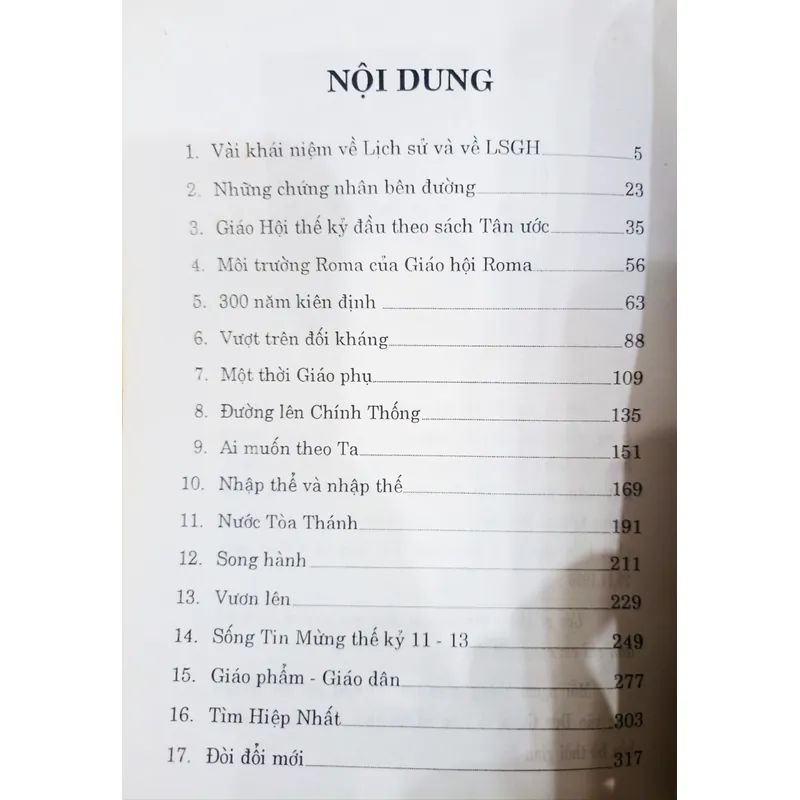 NỘI DUNG
1. Vài khái niệm về Lịch sử và về LSGH 5
2. Những chứng nhân bên đường 23
3. Giáo Hội thế kỷ đầu theo sách Tân ước 35
4. Môi trường Roma của Giáo hội Roma 56
5. 300 năm kiên định 63
6. Vượt trên đối kháng 88
7. Một thời Giáo phụ 109
8. Đường lên Chính Thống 135
9. Ai muốn theo Ta 151
10. Nhập thể và nhập thế 169
11. Nước Tòa Thánh 191
12. Song hành 211
13. Vươn lên 229
14. Sống Tin Mừng thế kỷ 11 - 13 249
15. Giáo phẩm - Giáo dân 277
16. Tìm Hiệp Nhất 303
17. Đòi đổi mới 317